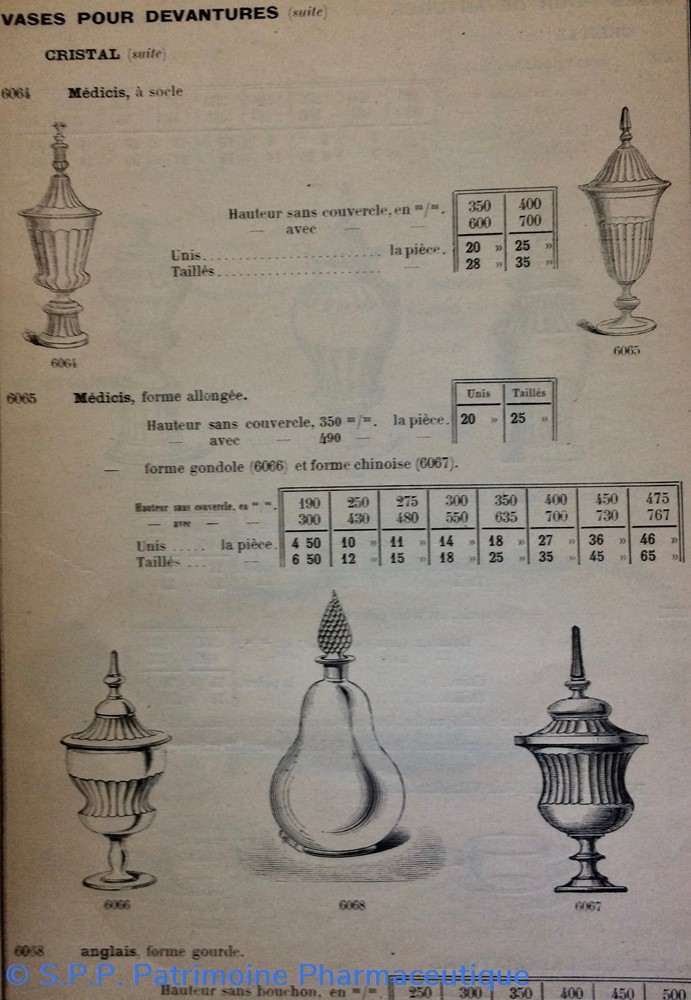 VASES POUR DEVANTURES (suite)
CRISTAL (suite)
6064 Médicis, à socle
Hauteur sans couvercle, en ᵐ/ᵐ. 350 400
— avec — — 600 700
Unis ........ la pièce. 20 » 25 »
Taillés ........ — 28 » 35 »
6064
6065
6065 Médicis, forme allongée.
Unis Taillés
Hauteur sans couvercle, 350 ᵐ/ᵐ. la pièce. 20 » 25 »
— avec — 490 — —
— forme gondole (6066) et forme chinoise (6067).
Hauteur sans couvercle, en ᵐ/ᵐ. 190 250 275 300 350 400 450 475
— avec — — 300 430 480 550 635 700 730 767
Unis ..... la pièce. 4 50 10 » 11 » 14 » 18 » 27 » 36 » 46 »
Taillés ... — 6 50 12 » 15 » 18 » 25 » 35 » 45 » 65 »
6066
6068
6067
6068 anglais, forme gourde.
© S.P.P. Patrimoine Pharmaceutique
Hauteur sans bouchon, en ᵐ/ᵐ. 250 300 350 400 450 500